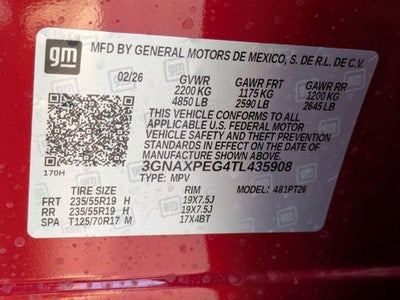 gm
MFD BY GENERAL MOTORS DE MEXICO, S. DE R.L. DE C.V.
02/26 GVWR GAWR FRT GAWR RR
2200 KG 1175 KG 1200 KG
4850 LB 2590 LB 2645 LB
THIS VEHICLE CONFORMS TO ALL
APPLICABLE U.S. FEDERAL MOTOR
VEHICLE SAFETY AND THEFT PREVENTION
STANDARDS IN EFFECT ON THE DATE OF
MANUFACTURE SHOWN ABOVE.
170H 3GNAXPEG4TL435908
TYPE: MPV MODEL: 481PT26
TIRE SIZE RIM
FRT 235/55R19 H 19X7.5J
RR 235/55R19 H 19X7.5J
SPA T125/70R17 M 17X4BT